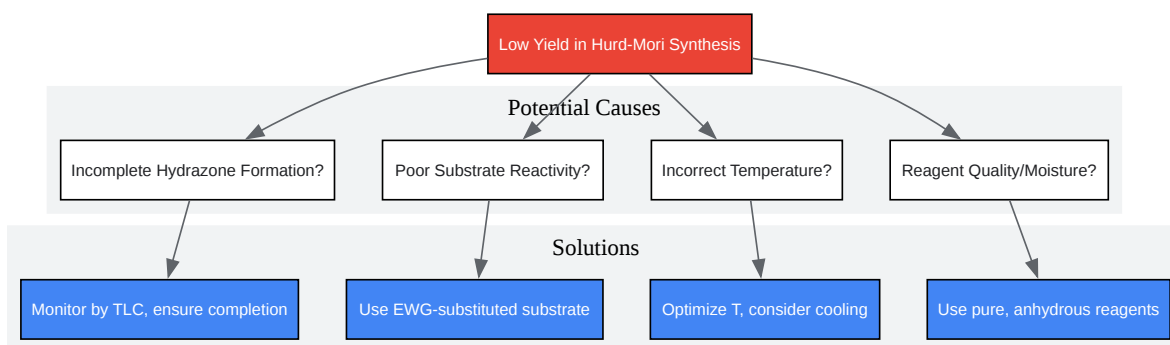 Low Yield in Hurd-Mori Synthesis
Potential Causes
Incomplete Hydrazone Formation?
Poor Substrate Reactivity?
Incorrect Temperature?
Reagent Quality/Moisture?
Solutions
Monitor by TLC, ensure completion
Use EWG-substituted substrate
Optimize T, consider cooling
Use pure, anhydrous reagents